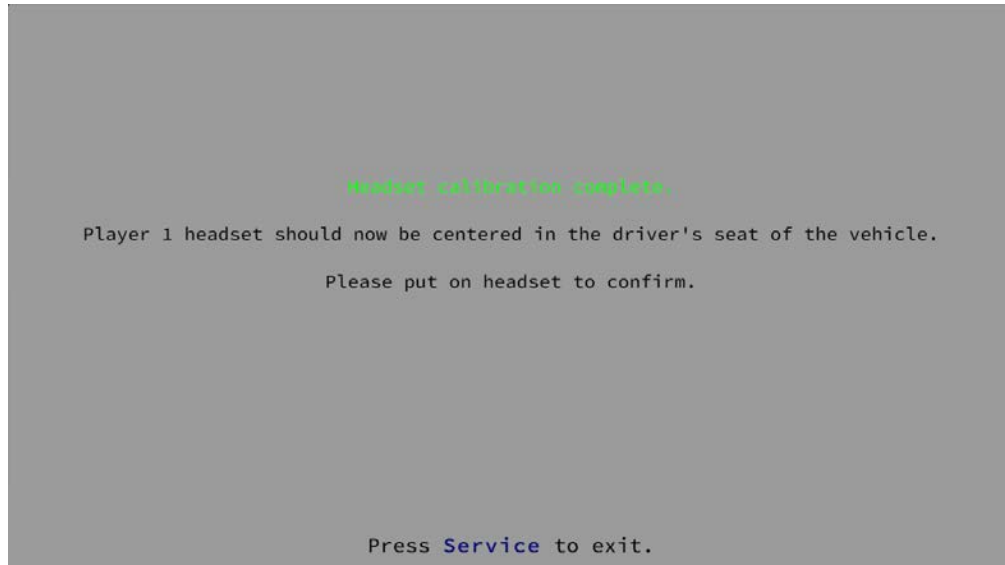 Headset calibration complete.
Player 1 headset should now be centered in the driver's seat of the vehicle.
Please put on headset to confirm.
Press Service to exit.